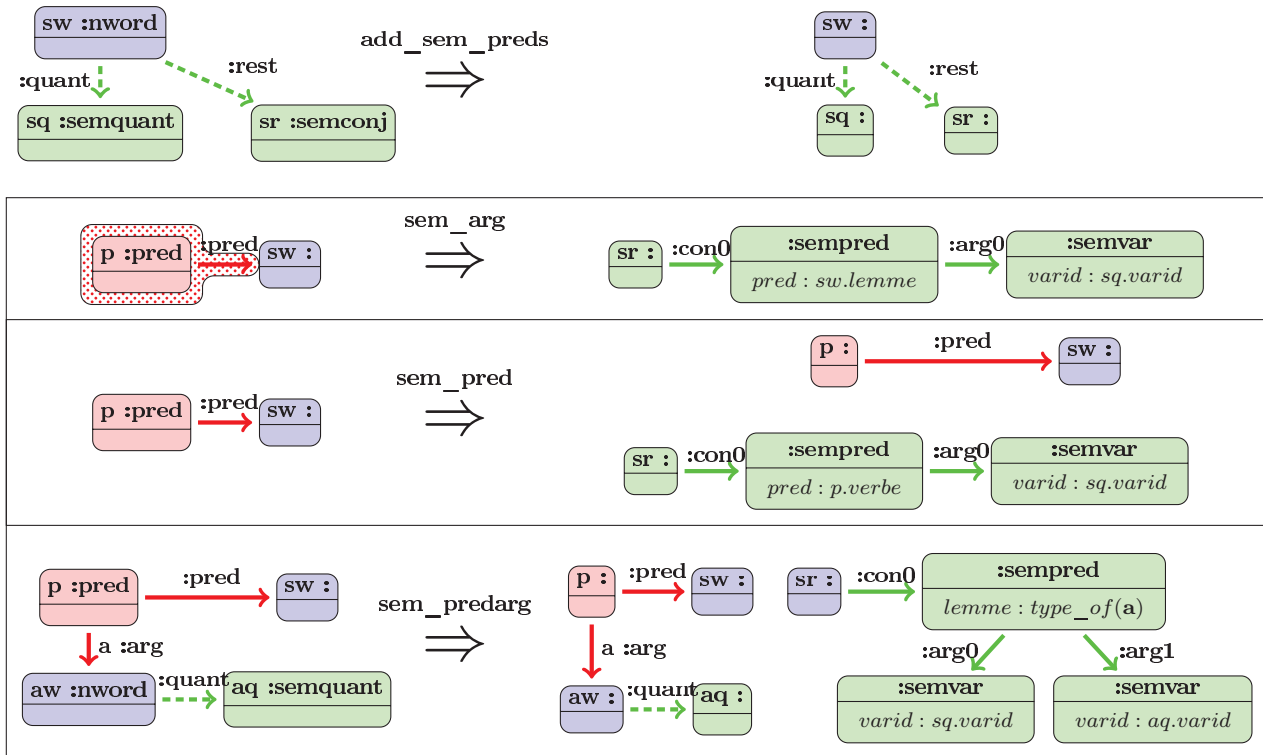 sw :nword
add_sem_preds
sw :
:quant
:rest
:quant
:rest
sq :semquant
sr :semconj
sq :
sr :
p :pred
:pred
sw :
sem_arg
sr :
:con0
:sempred
pred : sw.lemme
:arg0
:semvar
varid : sq.varid
p :
:pred
sw :
p :pred
:pred
sw :
sem_pred
sr :
:con0
:sempred
pred : p.verbe
:arg0
:semvar
varid : sq.varid
p :pred
:pred
sw :
sem_predarg
p :
:pred
sw :
sr :
:con0
:sempred
lemme : type_of(a)
a :arg
a :arg
:arg0
:arg1
aw :nword
:quant
aq :semquant
aw :
:quant
aq :
:semvar
varid : sq.varid
:semvar
varid : aq.varid